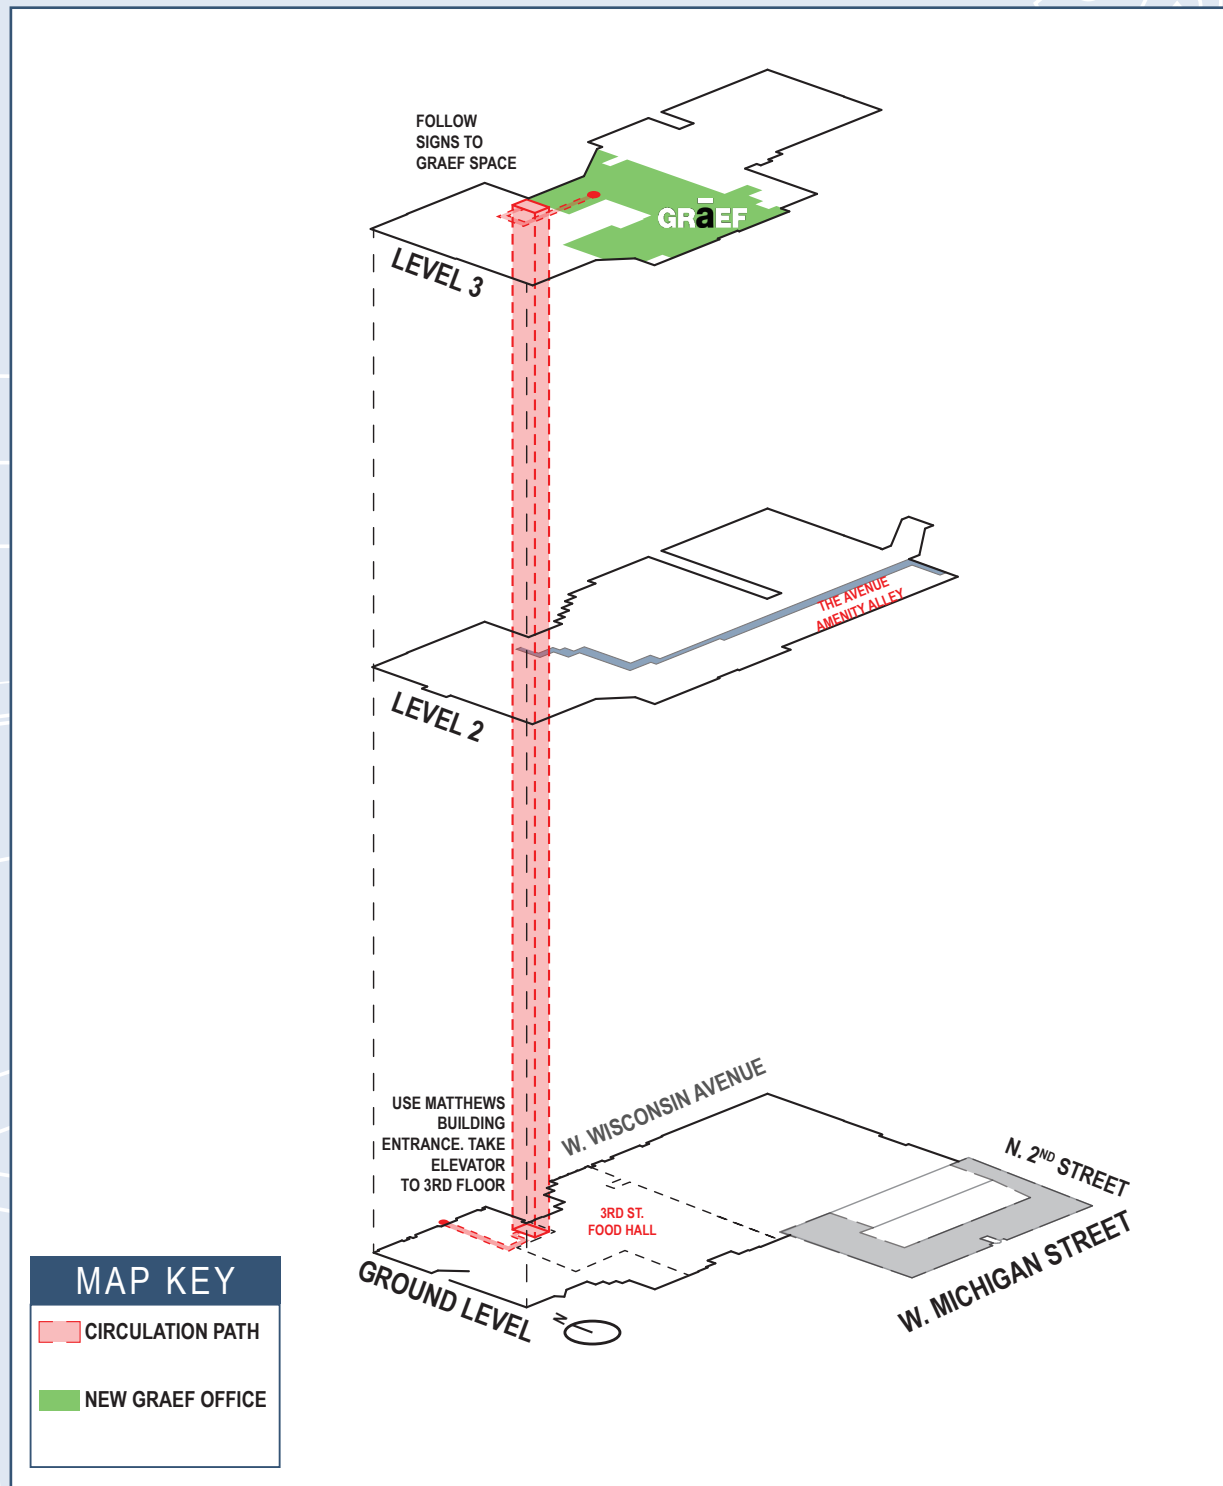 FOLLOW
SIGNS TO
GRAEF SPACE
GRāEF
LEVEL 3
THE AVENUE
AMENITY ALLEY
LEVEL 2
USE MATTHEWS
BUILDING
ENTRANCE. TAKE
ELEVATOR
TO 3RD FLOOR
W. WISCONSIN AVENUE
N. 2ND STREET
3RD ST.
FOOD HALL
W. MICHIGAN STREET
GROUND LEVEL
N
MAP KEY
CIRCULATION PATH
NEW GRAEF OFFICE